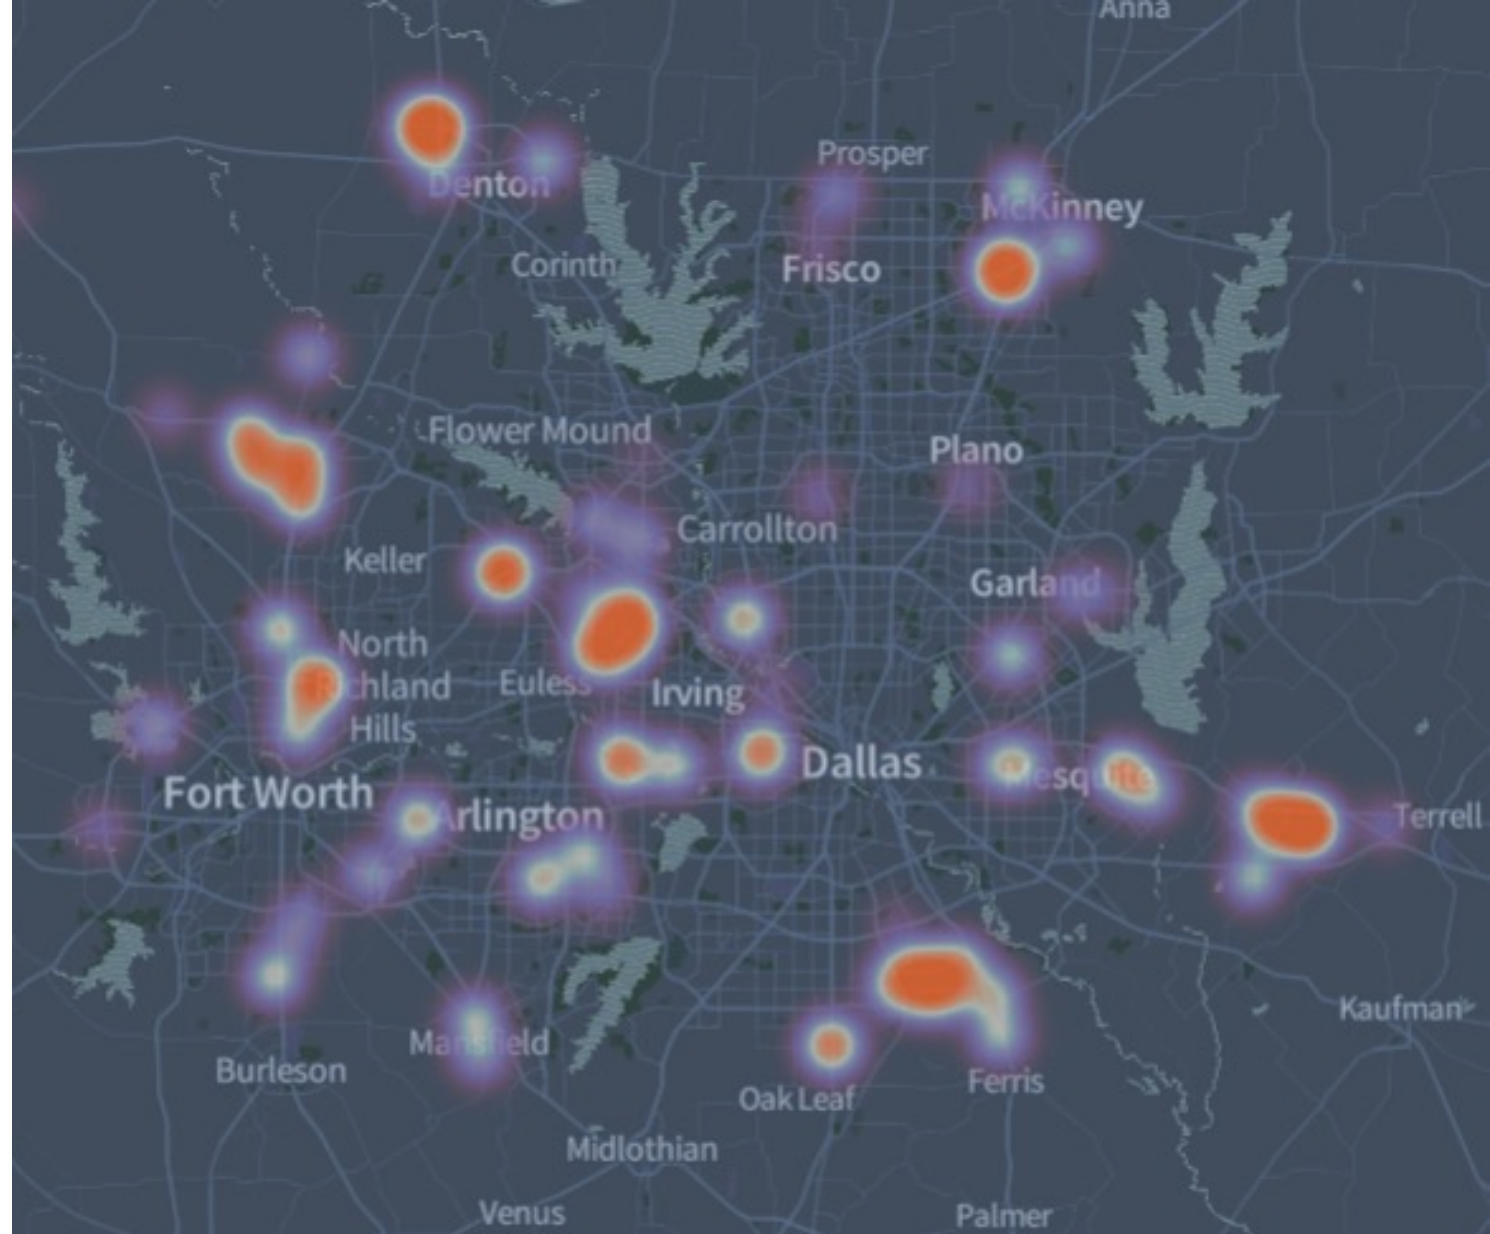 Anna
Prosper
Denton
McKinney
Corinth
Frisco
Flower Mound
Plano
Carrollton
Keller
Garland
North
Richland
Hills
Euless
Irving
Dallas
Mesquite
Fort Worth
Arlington
Terrell
Kaufman
Mansfield
Burleson
Oak Leaf
Ferris
Midlothian
Venus
Palmer